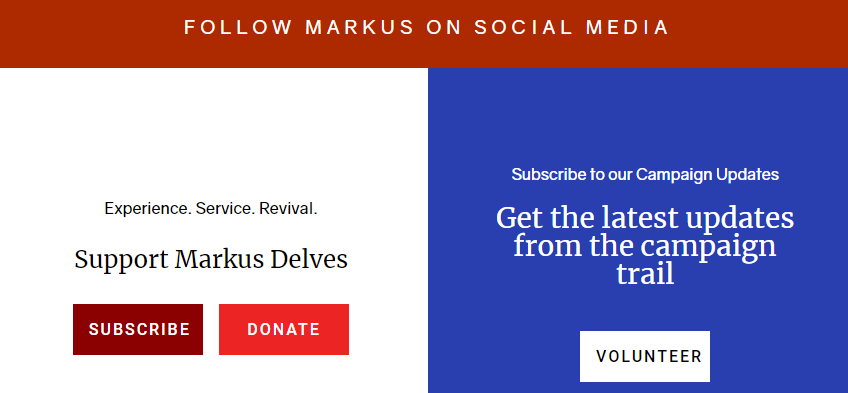 FOLLOW MARKUS ON SOCIAL MEDIA
Experience. Service. Revival.
Support Markus Delves
SUBSCRIBE
DONATE
Subscribe to our Campaign Updates
Get the latest updates
from the campaign
trail
VOLUNTEER